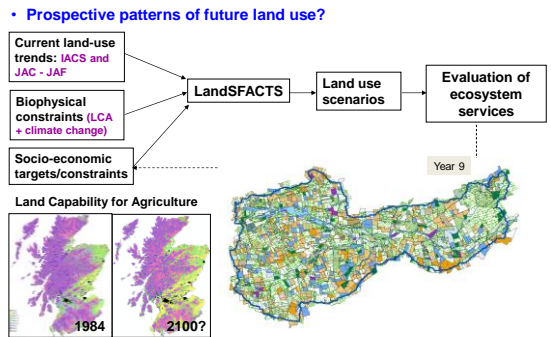 • Prospective patterns of future land use?
Current land-use
trends: IACS and
JAC - JAF
Biophysical
constraints (LCA
+ climate change)
Socio-economic
targets/constraints
LandSFACTS
Land use
scenarios
Evaluation of
ecosystem
services
Year 9
Land Capability for Agriculture
1984
2100?